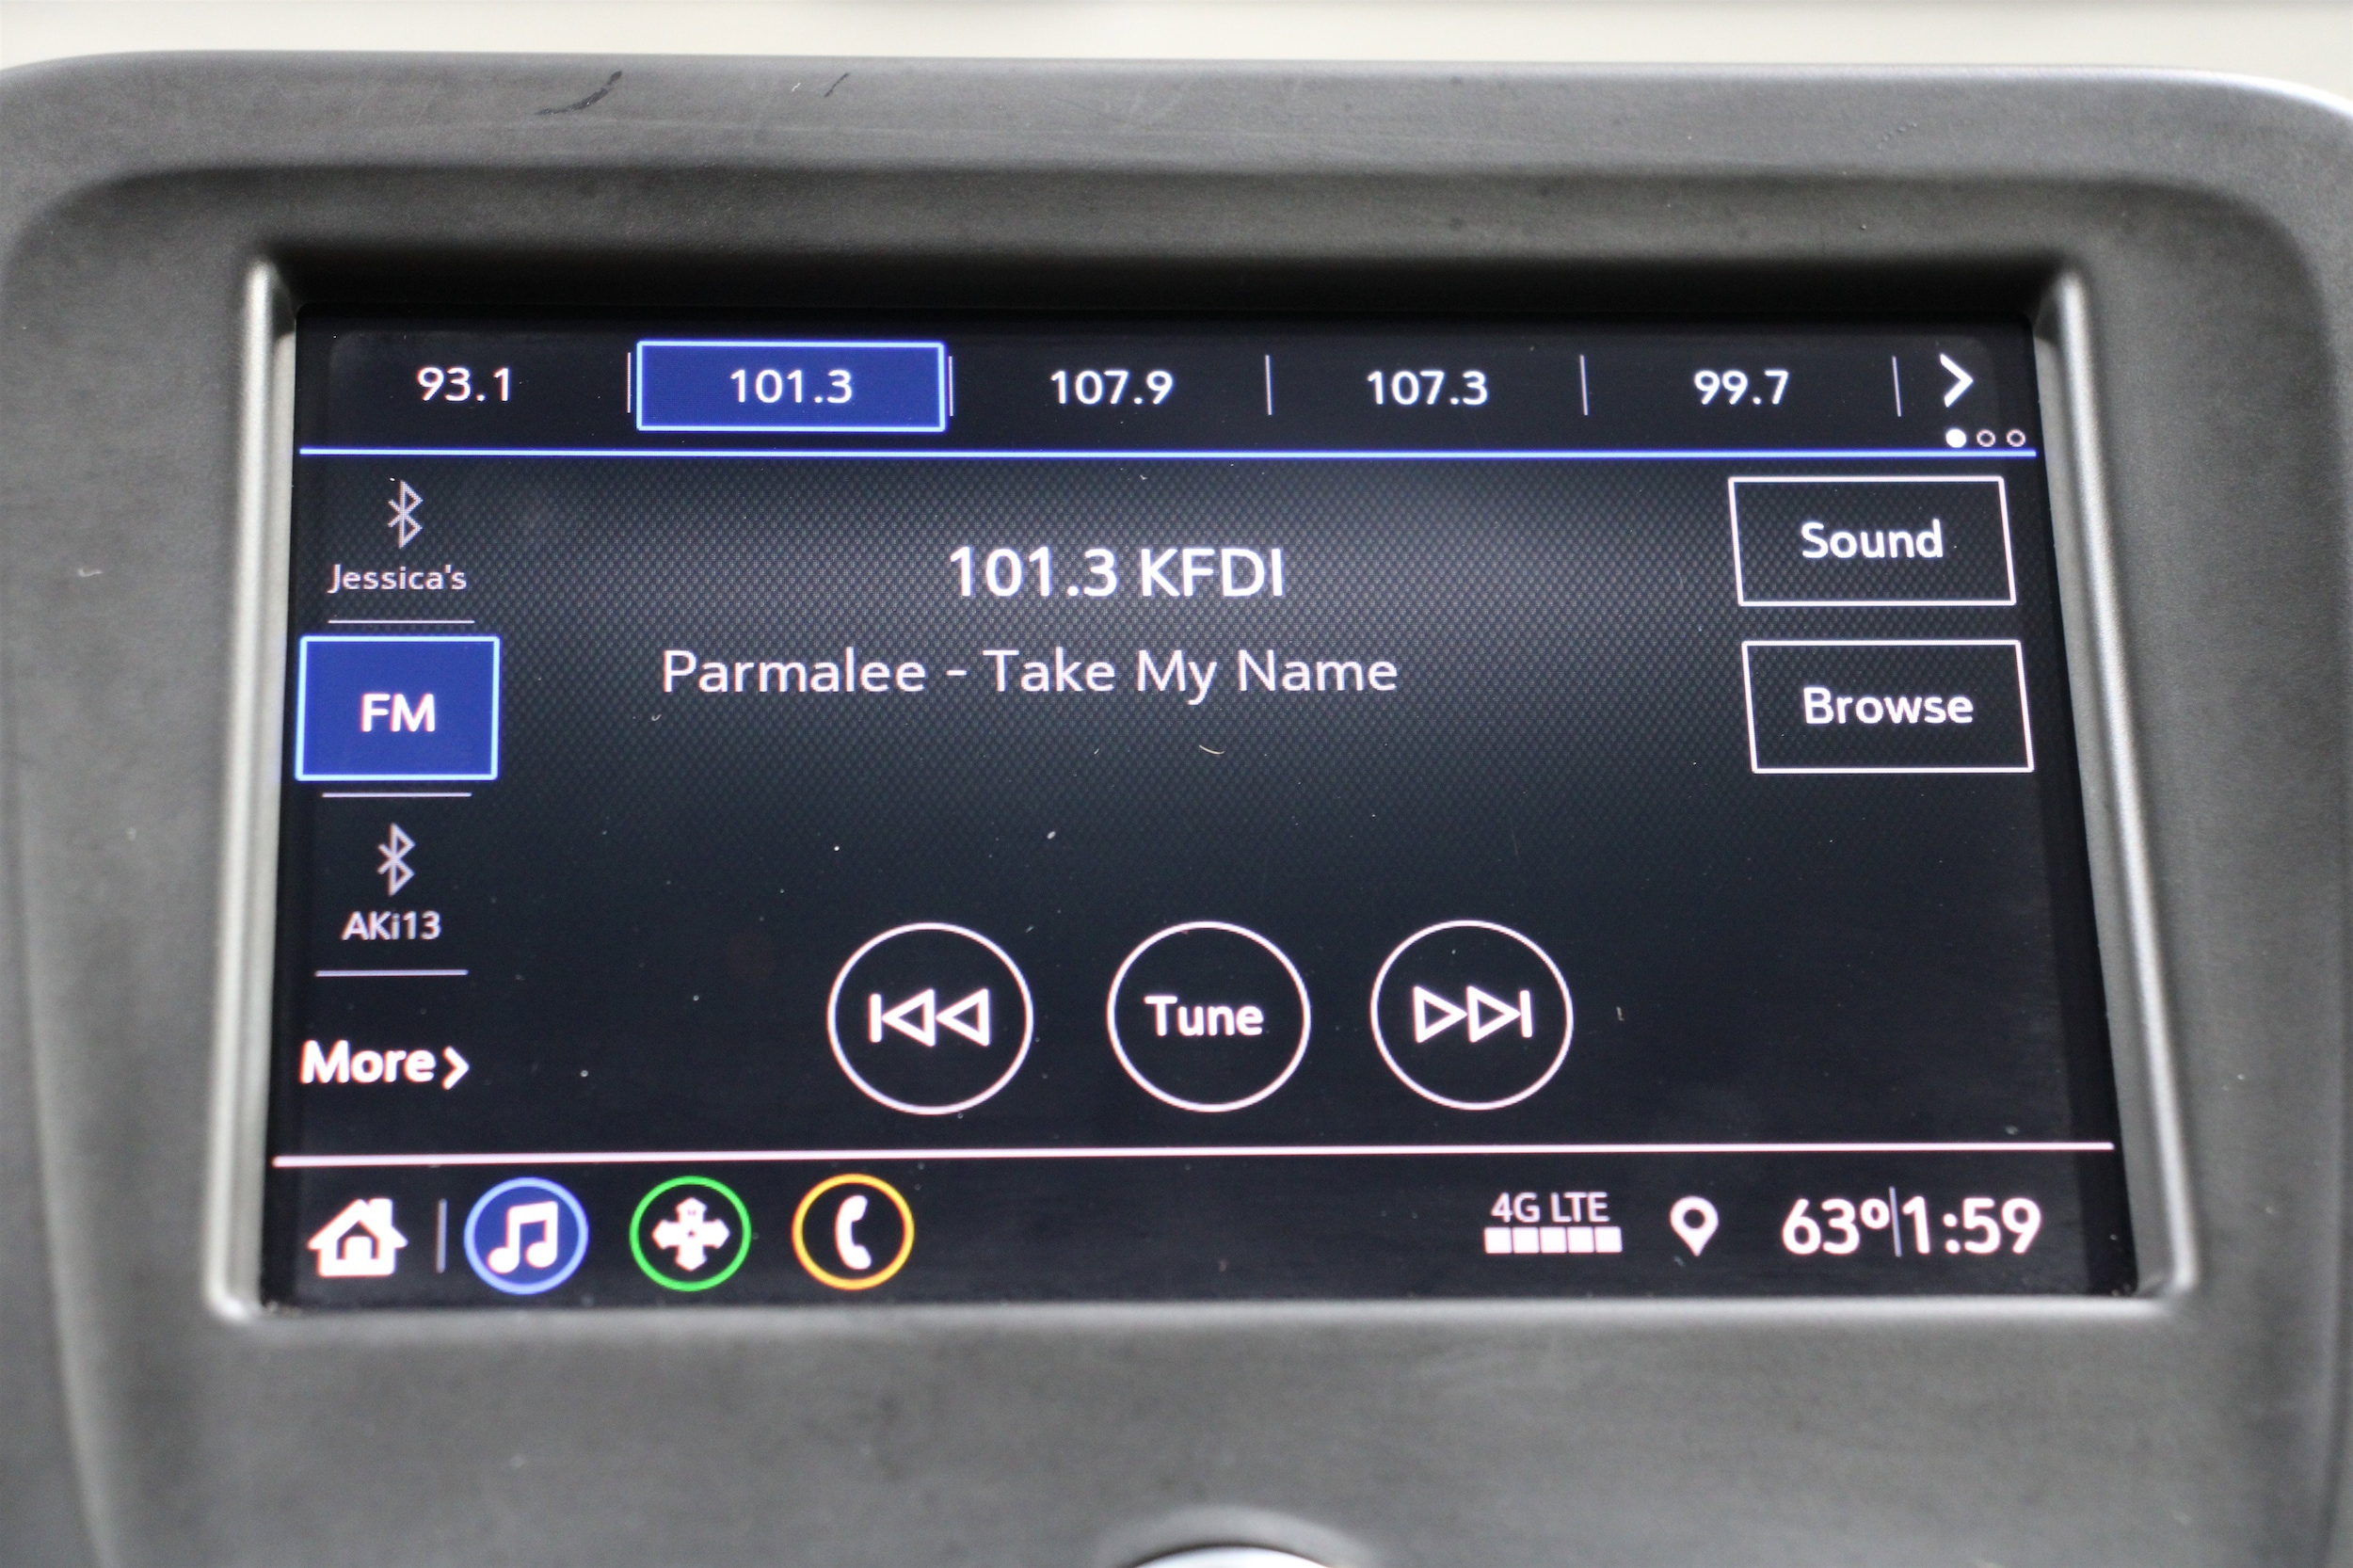 93.1 101.3 107.9 107.3 99.7
Jessica's
101.3 KFDI
Sound
Parmalee - Take My Name
FM
Browse
AKi13
Tune
More
4G LTE
63° 1:59